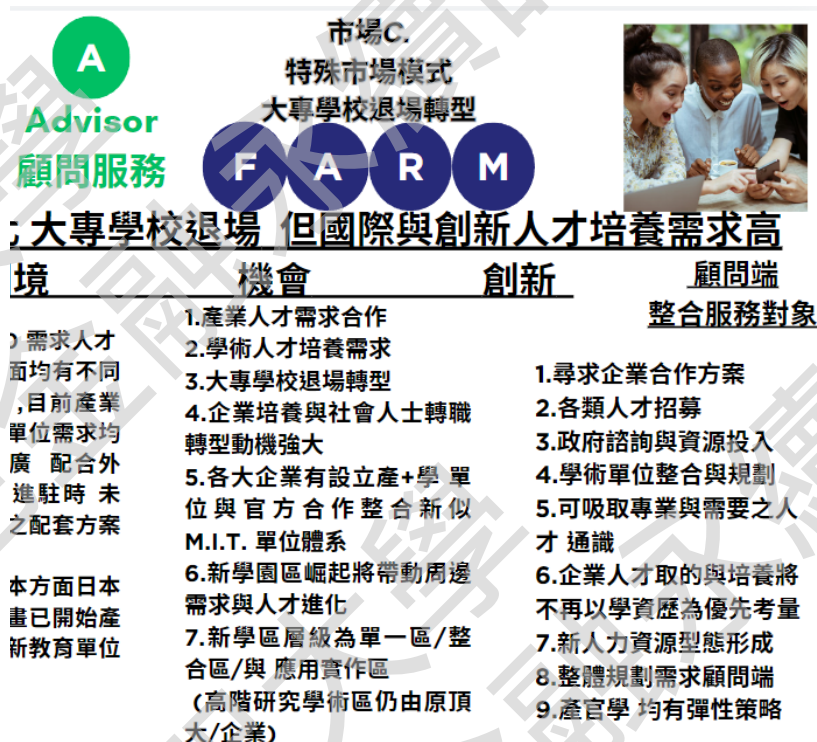 A
Advisor
顧問服務
市場C.
特殊市場模式
大專學校退場轉型
F A R M
大專學校退場 但國際與創新人才培養需求高
境
機會
創新
顧問端
整合服務對象
需求人才
面均有不同
,目前產業
單位需求均
廣 配合外
進駐時 未
之配套方案
本方面日本
畫已開始產
新教育單位
1.產業人才需求合作
2.學術人才培養需求
3.大專學校退場轉型
4.企業培養與社會人士轉職
轉型動機強大
5.各大企業有設立產+學 單
位與官方合作整合新似
M.I.T. 單位體系
6.新學園區崛起將帶動周邊
需求與人才進化
7.新學區層級為單一區/整
合區/與 應用實作區
(高階研究學術區仍由原頂
大/企業)
1.尋求企業合作方案
2.各類人才招募
3.政府諮詢與資源投入
4.學術單位整合與規劃
5.可吸取專業與需要之人
才 通識
6.企業人才取的與培養將
不再以學資歷為優先考量
7.新人力資源型態形成
8.整體規劃需求顧問端
9.產官學 均有彈性策略